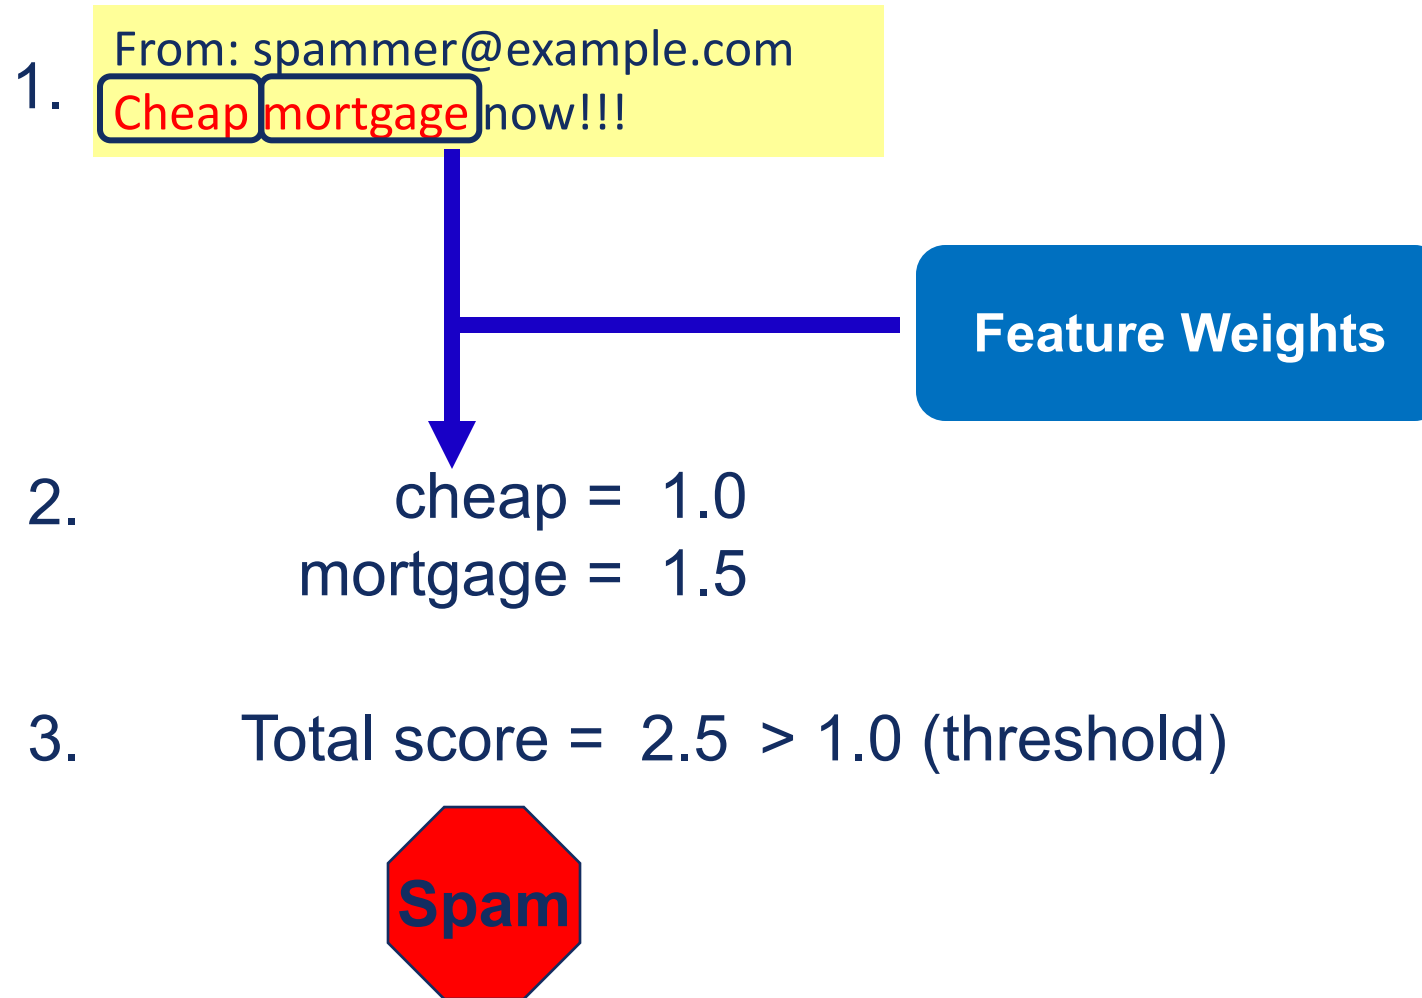 1.
From: spammer@example.com
Cheap mortgage now!!!
Feature Weights
2.
cheap = 1.0
mortgage = 1.5
3.
Total score = 2.5 > 1.0 (threshold)
Spam